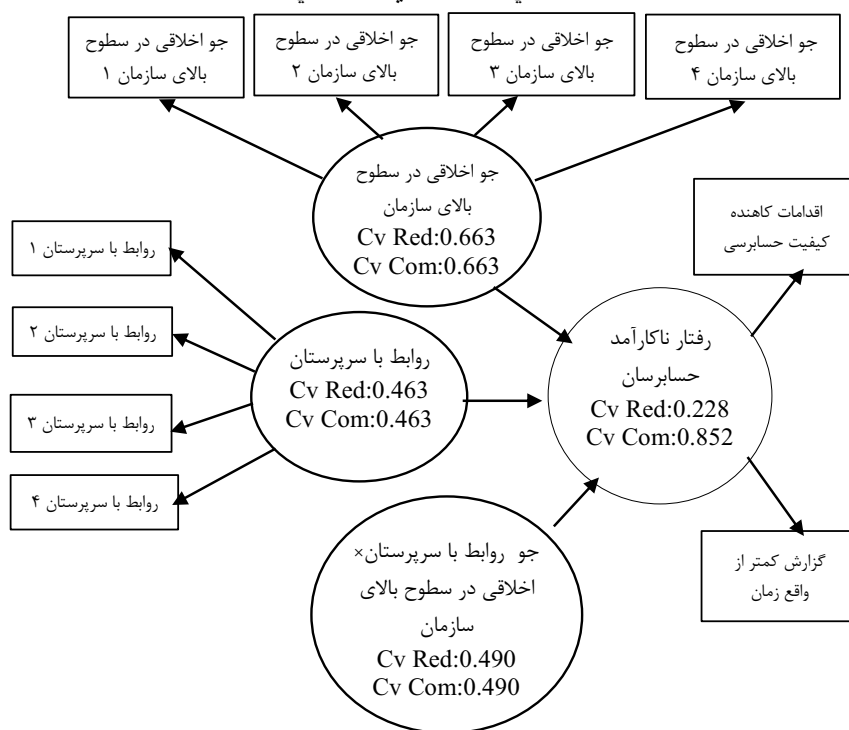 جو اخلاقی در سطوح
بالای سازمان ۱
جو اخلاقی در سطوح
بالای سازمان ۲
جو اخلاقی در سطوح
بالای سازمان ۳
جو اخلاقی در سطوح
بالای سازمان ۴
جو اخلاقی در سطوح
بالای سازمان
Cv Red:0.663
Cv Com:0.663
اقدامات کاهنده
کیفیت حسابرسی
روابط با سرپرستان ۱
روابط با سرپرستان ۲
روابط با سرپرستان ۳
روابط با سرپرستان ۴
روابط با سرپرستان
Cv Red:0.463
Cv Com:0.463
رفتار ناکارآمد
حسابرسان
Cv Red:0.228
Cv Com:0.852
جو روابط با سرپرستان×
اخلاقی در سطوح بالای
سازمان
Cv Red:0.490
Cv Com:0.490
گزارش کمتر از
واقع زمان